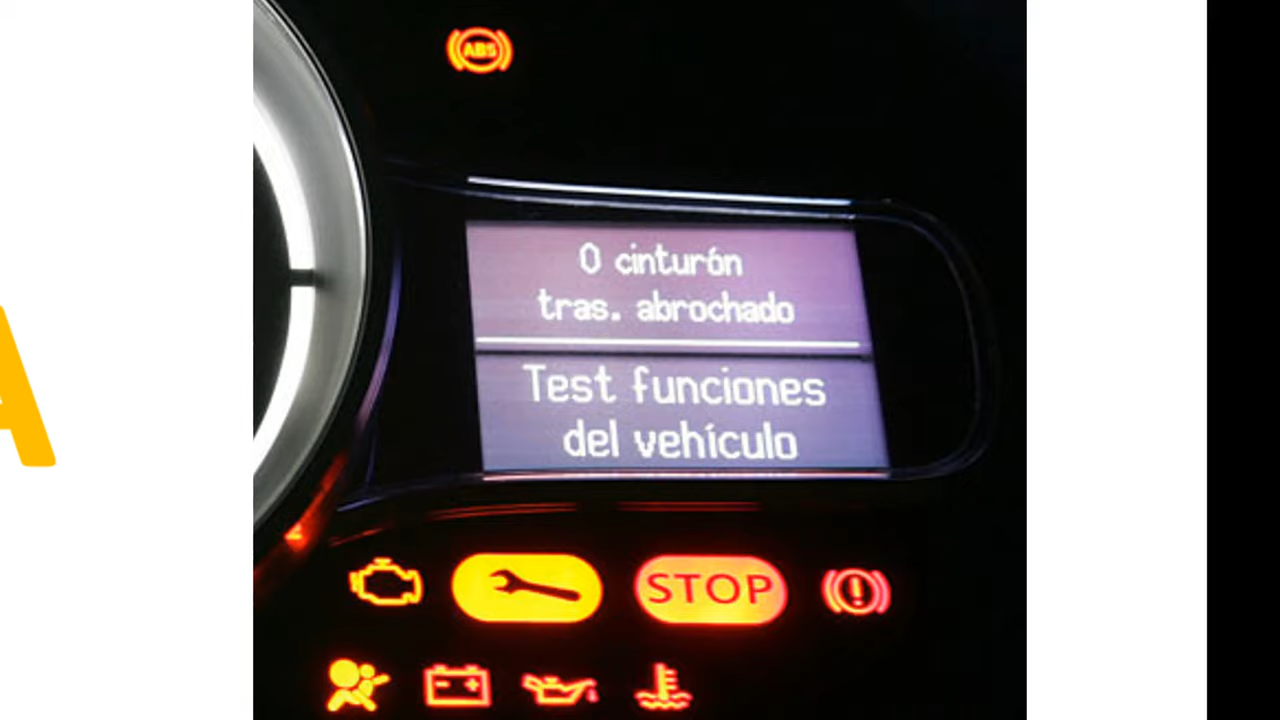 ABS
0 cinturón
tras. abrochado
Test funciones
del vehículo
STOP
A